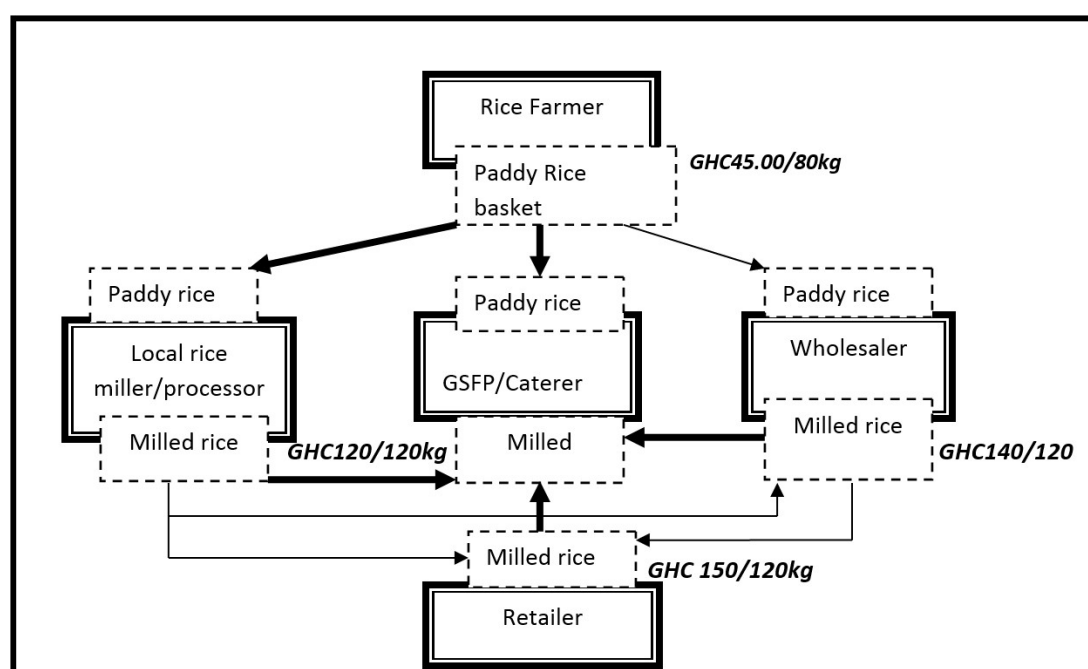 Rice Farmer
Paddy Rice
basket
GHC45.00/80kg
Paddy rice
Paddy rice
Paddy rice
Local rice
miller/processor
GSFP/Caterer
Wholesaler
Milled rice
GHC120/120kg
Milled
Milled rice
GHC140/120
Milled rice
GHC 150/120kg
Retailer